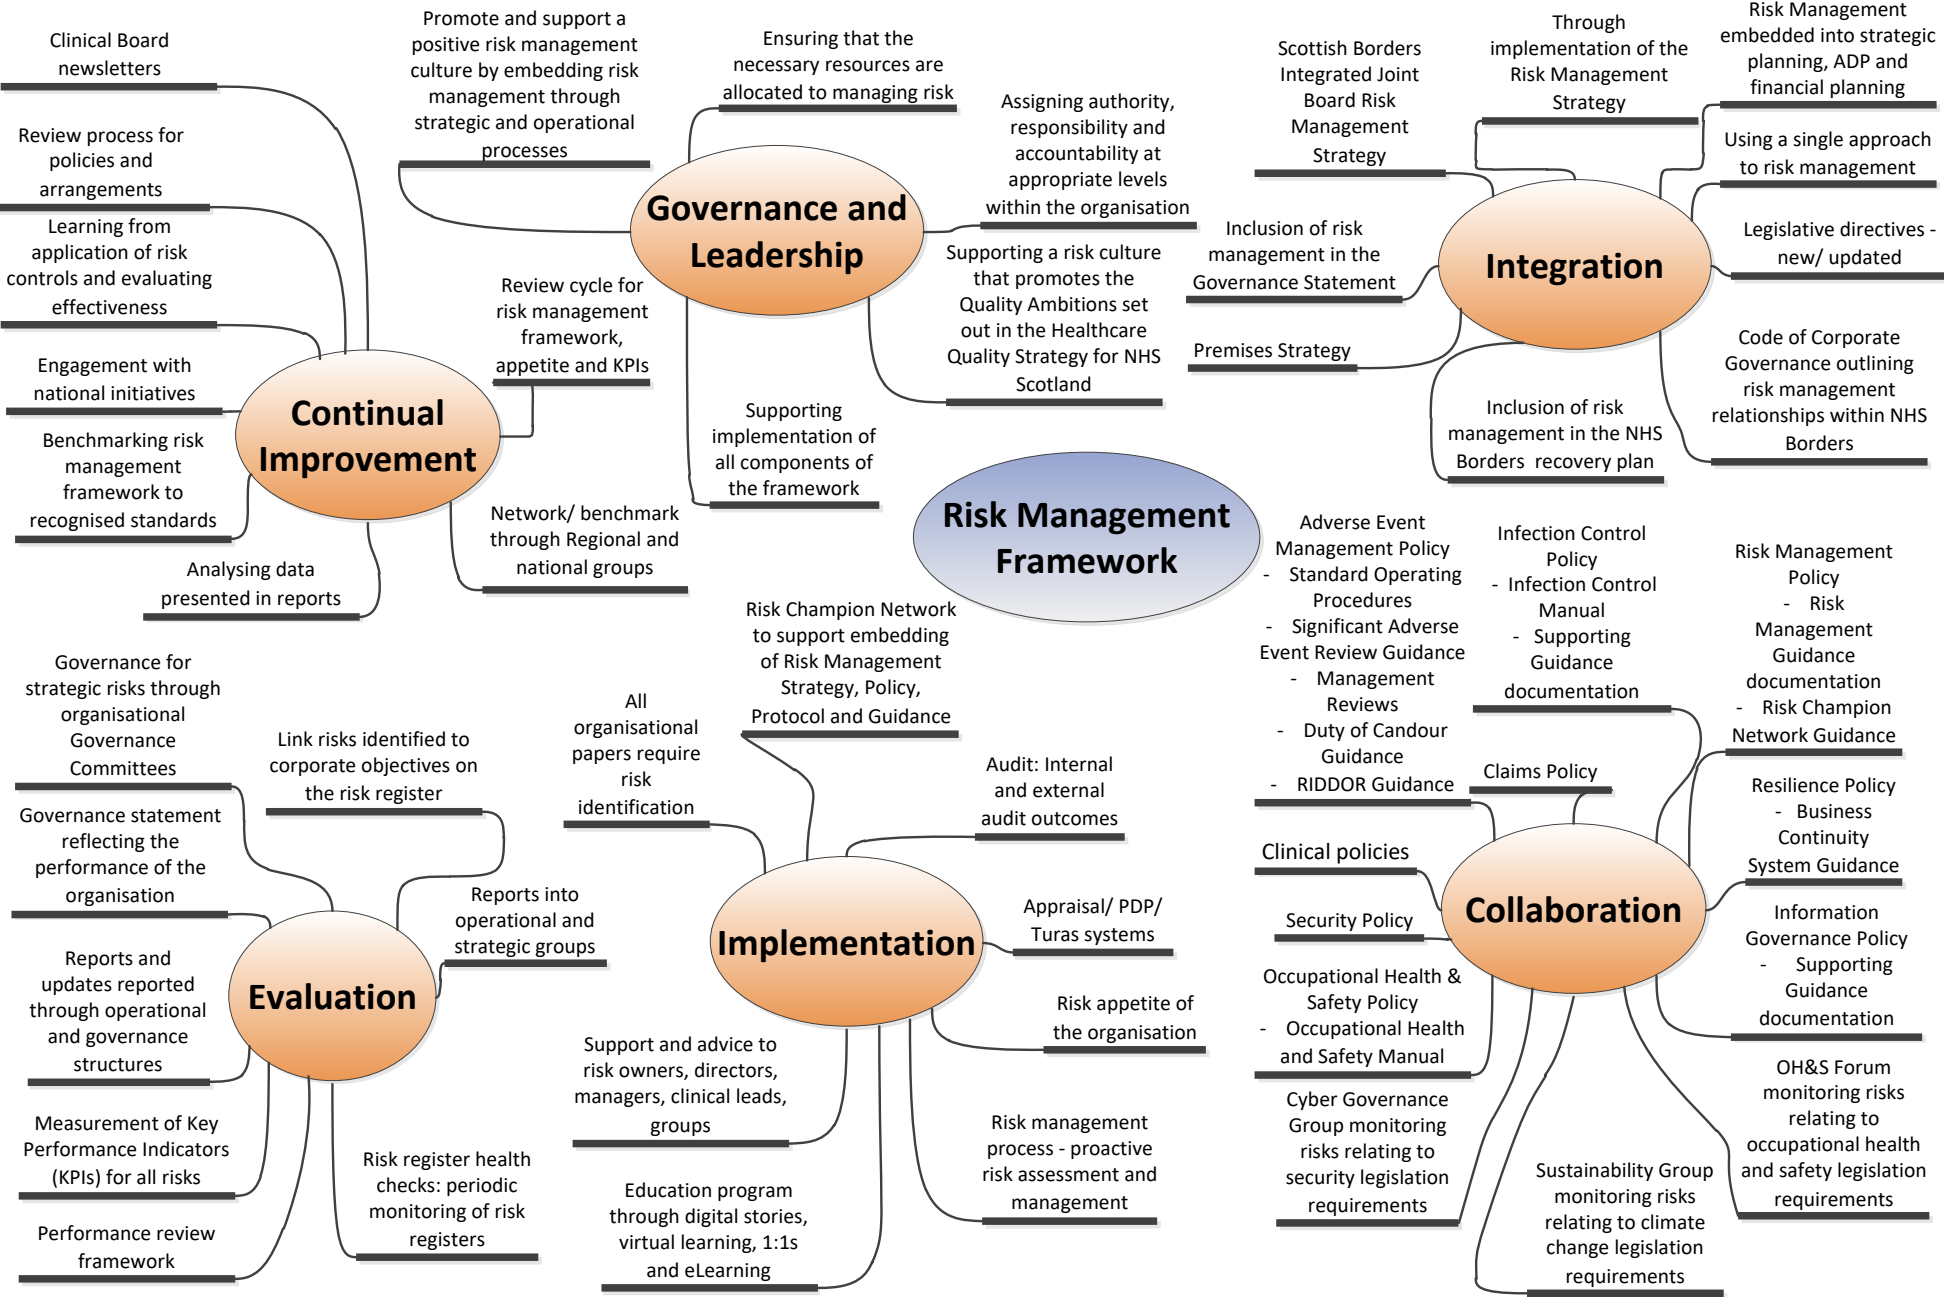 Clinical Board
newsletters
Review process for
policies and
arrangements
Learning from
application of risk
controls and evaluating
effectiveness
Engagement with
national initiatives
Benchmarking risk
management
framework to
recognised standards
Analysing data
presented in reports
Continual
Improvement
Review cycle for
risk management
framework,
appetite and KPIs
Network/ benchmark
through Regional and
national groups
Promote and support a
positive risk management
culture by embedding risk
management through
strategic and operational
processes
Ensuring that the
necessary resources are
allocated to managing risk
Governance and
Leadership
Assigning authority,
responsibility and
accountability at
appropriate levels
within the organisation
Supporting a risk culture
that promotes the
Quality Ambitions set
out in the Healthcare
Quality Strategy for NHS
Scotland
Supporting
implementation of
all components of
the framework
Scottish Borders
Integrated Joint
Board Risk
Management
Strategy
Through
implementation of the
Risk Management
Strategy
Risk Management
embedded into strategic
planning, ADP and
financial planning
Using a single approach
to risk management
Inclusion of risk
management in the
Governance Statement
Integration
Legislative directives -
new/ updated
Premises Strategy
Inclusion of risk
management in the NHS
Borders recovery plan
Code of Corporate
Governance outlining
risk management
relationships within NHS
Borders
Risk Management
Framework
Governance for
strategic risks through
organisational
Governance
Committees
Link risks identified to
corporate objectives on
the risk register
Governance statement
reflecting the
performance of the
organisation
Reports into
operational and
strategic groups
Reports and
updates reported
through operational
and governance
structures
Evaluation
Measurement of Key
Performance Indicators
(KPIs) for all risks
Performance review
framework
Risk register health
checks: periodic
monitoring of risk
registers
All
organisational
papers require
risk
identification
Risk Champion Network
to support embedding
of Risk Management
Strategy, Policy,
Protocol and Guidance
Audit: Internal
and external
audit outcomes
Implementation
Appraisal/ PDP/
Turas systems
Risk appetite of
the organisation
Support and advice to
risk owners, directors,
managers, clinical leads,
groups
Risk management
process - proactive
risk assessment and
management
Education program
through digital stories,
virtual learning, 1:1s
and eLearning
Adverse Event
Management Policy
- Standard Operating
Procedures
- Significant Adverse
Event Review Guidance
- Management
Reviews
- Duty of Candour
Guidance
- RIDDOR Guidance
Infection Control
Policy
- Infection Control
Manual
- Supporting
Guidance
documentation
Risk Management
Policy
- Risk
Management
Guidance
documentation
- Risk Champion
Network Guidance
Claims Policy
Resilience Policy
- Business
Continuity
System Guidance
Clinical policies
Collaboration
Security Policy
Information
Governance Policy
- Supporting
Guidance
documentation
Occupational Health &
Safety Policy
- Occupational Health
and Safety Manual
Cyber Governance
Group monitoring
risks relating to
security legislation
requirements
Sustainability Group
monitoring risks
relating to climate
change legislation
requirements
OH&S Forum
monitoring risks
relating to
occupational health
and safety legislation
requirements